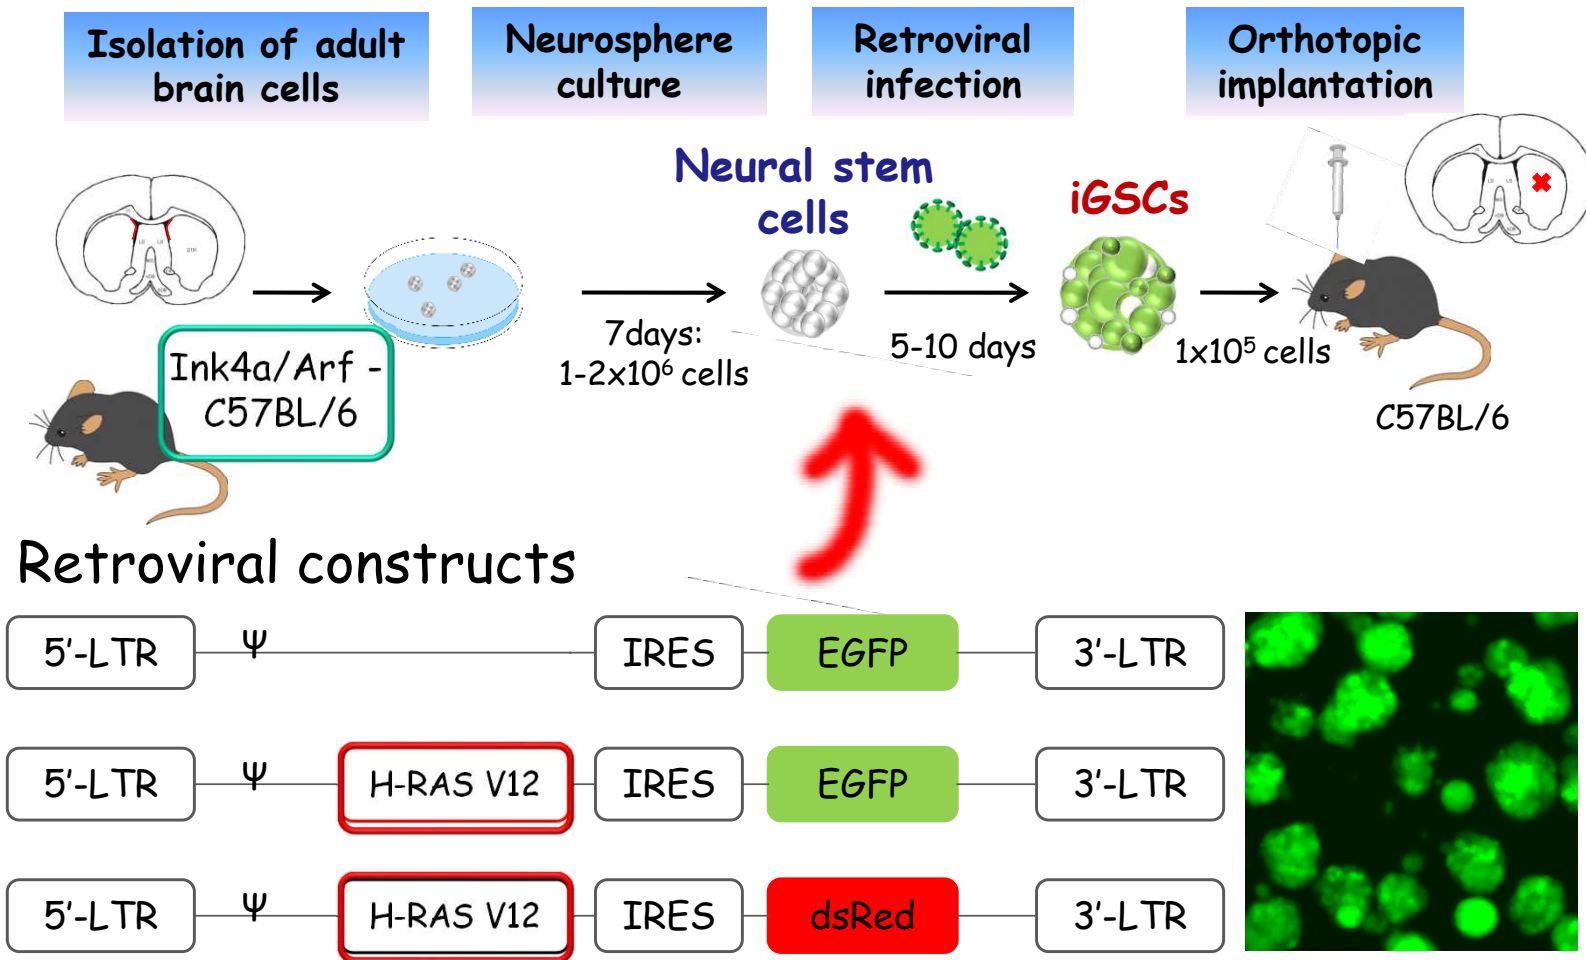 Isolation of adult
brain cells
Neurosphere
culture
Retroviral
infection
Orthotopic
implantation
Neural stem
cells
iGSCs
7days:
1-2x10⁶ cells
5-10 days
1x10⁵ cells
Ink4a/Arf -
C57BL/6
C57BL/6
Retroviral constructs
5'-LTR ψ IRES EGFP 3'-LTR
5'-LTR ψ H-RAS V12 IRES EGFP 3'-LTR
5'-LTR ψ H-RAS V12 IRES dsRed 3'-LTR